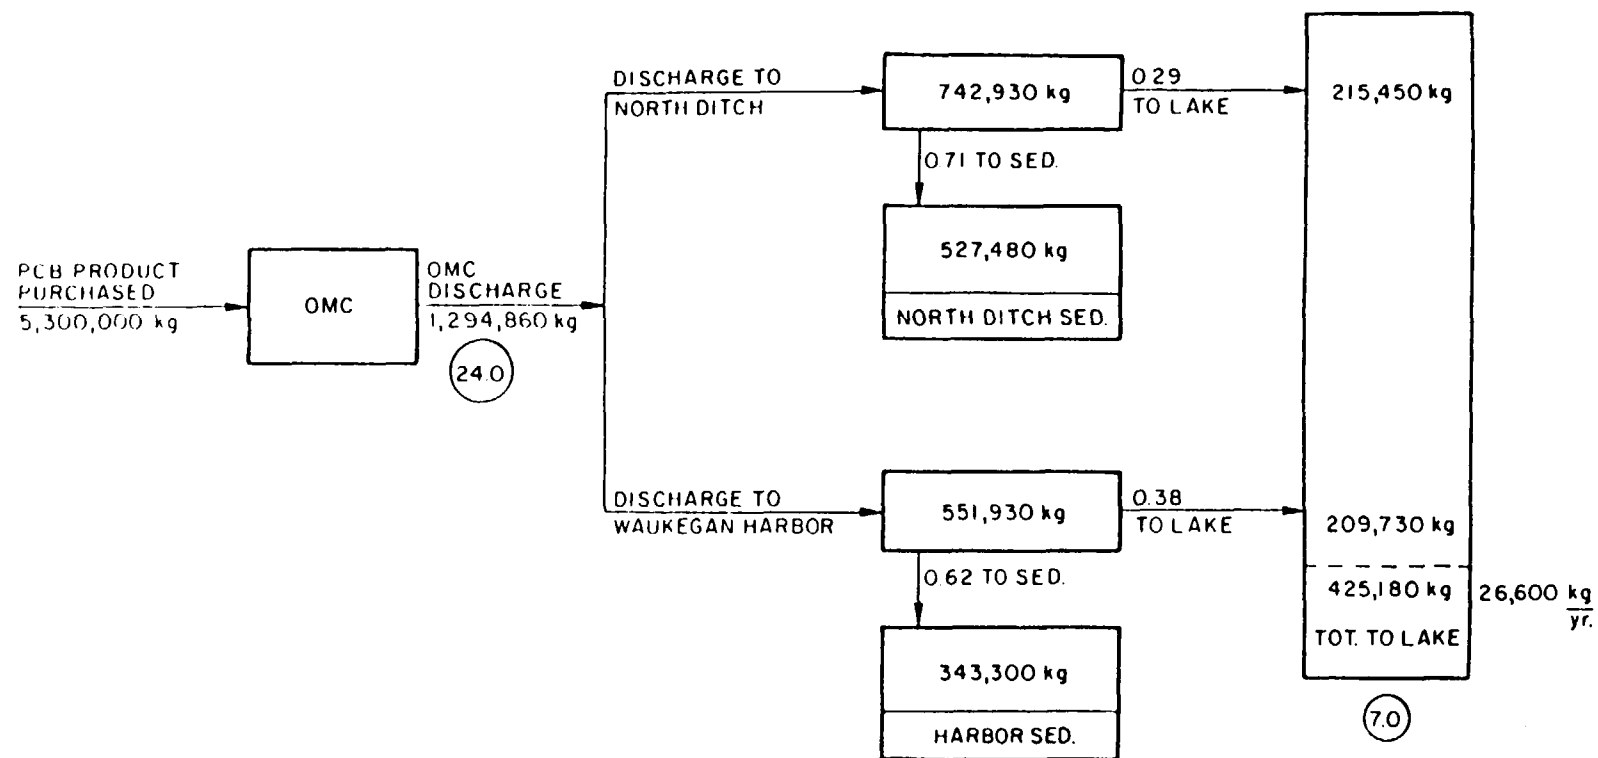 PCB PRODUCT
PURCHASED
5,300,000 kg
OMC
OMC
DISCHARGE
1,294,860 kg
24.0
DISCHARGE TO
NORTH DITCH
742,930 kg
0.29
TO LAKE
215,450 kg
0.71 TO SED.
527,480 kg
NORTH DITCH SED.
DISCHARGE TO
WAUKEGAN HARBOR
551,930 kg
0.38
TO LAKE
209,730 kg
0.62 TO SED.
343,300 kg
HARBOR SED.
425,180 kg
TOT. TO LAKE
26,600 kg
yr.
7.0